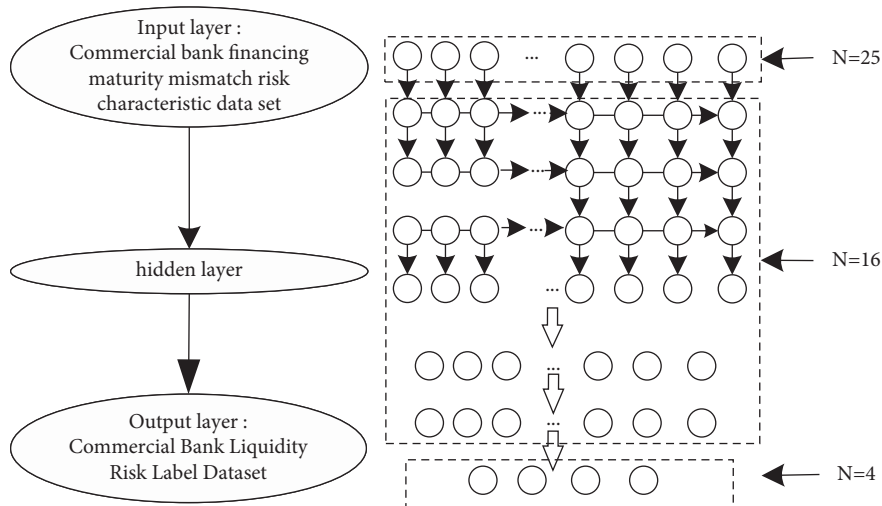 Input layer :
Commercial bank financing
maturity mismatch risk
characteristic data set
hidden layer
Output layer :
Commercial Bank Liquidity
Risk Label Dataset
...
N=25
...
...
...
...
N=16
...
...
...
N=4